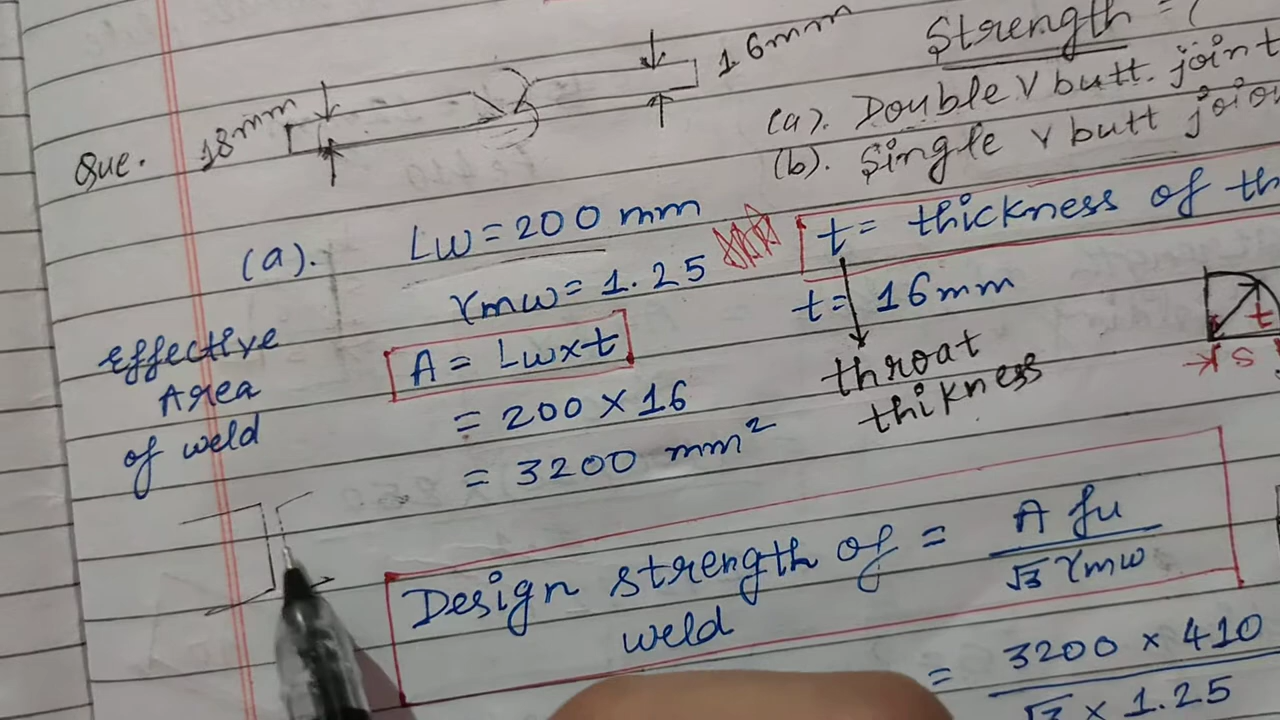 Strength = ?
16mm
Que. 18mm
(a). Double V butt. joint
(b). Single V butt
(a). Lw = 200 mm
t = thickness of
γmw = 1.25
t = 16mm
throat
thickness
Effective
Area
of weld
A = Lw×t
= 200 × 16
= 3200 mm²
t
S
Design strength of = A fu / √3 γmw
weld
= 3200 × 410 / √3 × 1.25